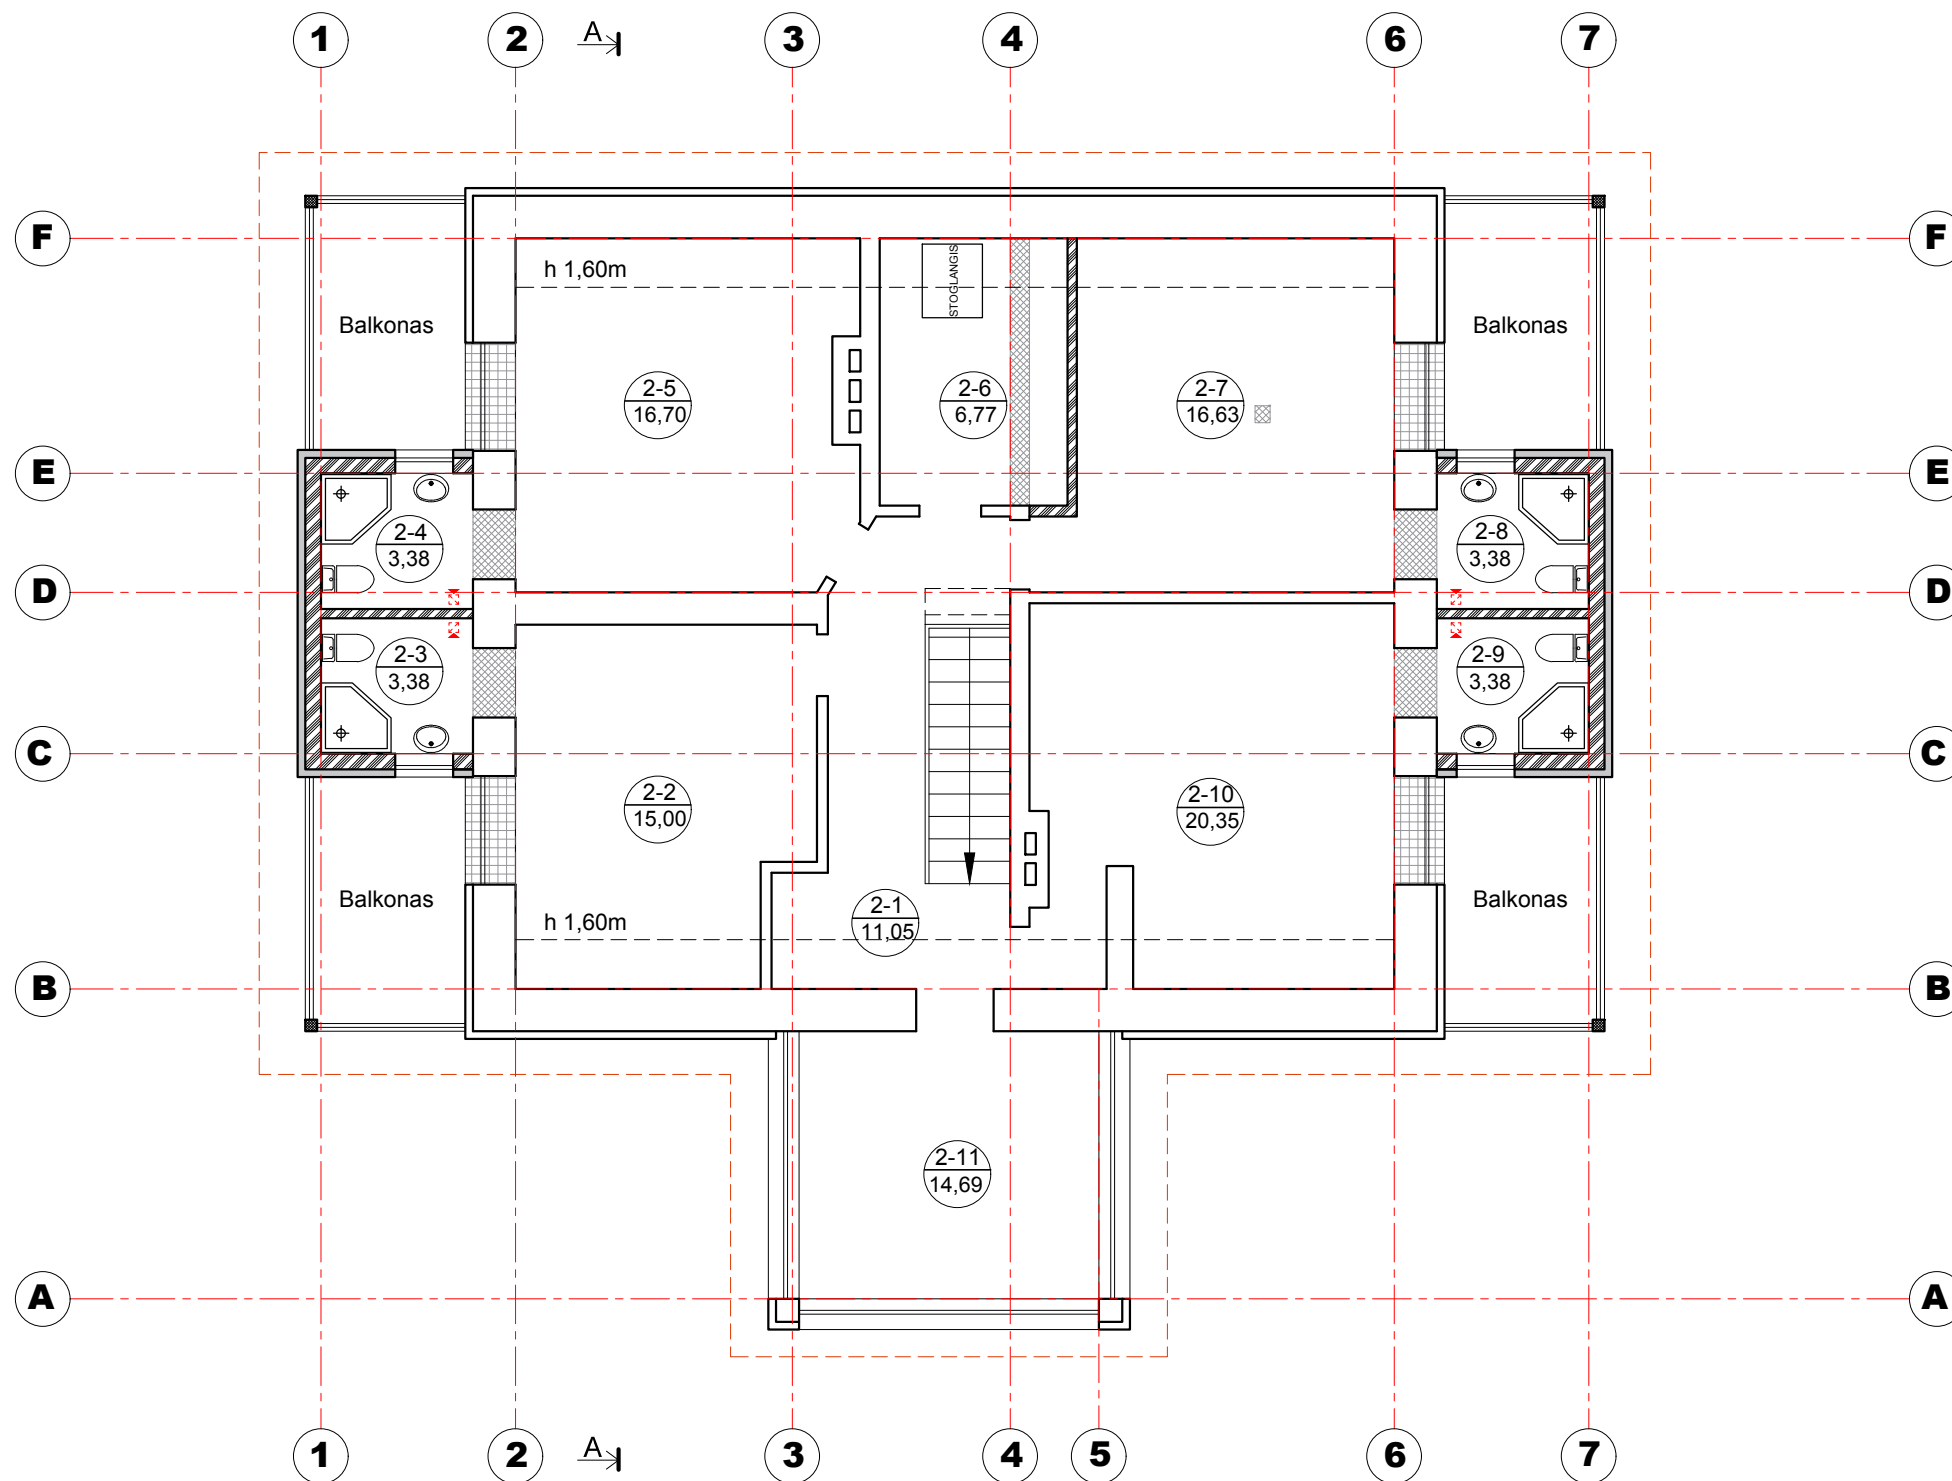 1 2 A 3 4 6 7
F F
h 1,60m
STOGLANGIS
Balkonas Balkonas
2-5
16,70
2-6
6,77
2-7
16,63
E E
2-4
3,38
2-8
3,38
D D
2-3
3,38
2-9
3,38
C C
2-2
15,00
2-10
20,35
Balkonas Balkonas
2-1
11,05
h 1,60m
B B
2-11
14,69
A A
1 2 A 3 4 5 6 7